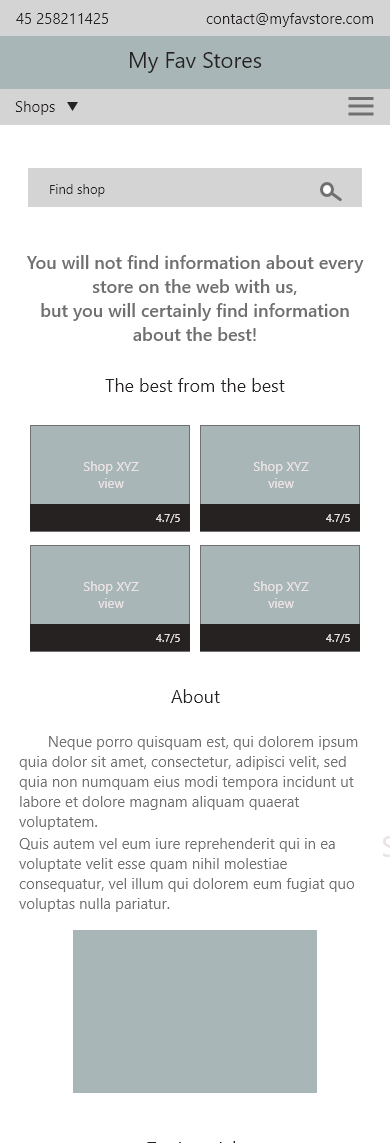 45 258211425
contact@myfavstore.com
My Fav Stores
Shops
Find shop
You will not find information about every
store on the web with us,
but you will certainly find information
about the best!
The best from the best
Shop XYZ
view
4.7/5
Shop XYZ
view
4.7/5
Shop XYZ
view
4.7/5
Shop XYZ
view
4.7/5
About
Neque porro quisquam est, qui dolorem ipsum
quia dolor sit amet, consectetur, adipisci velit, sed
quia non numquam eius modi tempora incidunt ut
labore et dolore magnam aliquam quaerat
voluptatem.
Quis autem vel eum iure reprehenderit qui in ea
voluptate velit esse quam nihil molestiae
consequatur, vel illum qui dolorem eum fugiat quo
voluptas nulla pariatur.